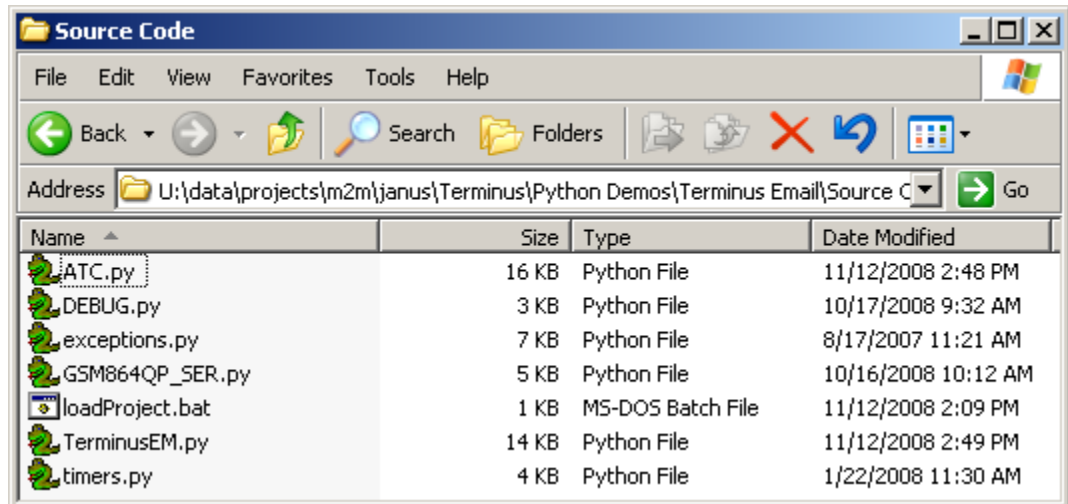 Source Code
File Edit View Favorites Tools Help
Back Search Folders
Address U:\data\projects\m2m\janus\Terminus\Python Demos\Terminus Email\Source C Go
Name Size Type Date Modified
ATC.py 16 KB Python File 11/12/2008 2:48 PM
DEBUG.py 3 KB Python File 10/17/2008 9:32 AM
exceptions.py 7 KB Python File 8/17/2007 11:21 AM
GSM864QP_SER.py 5 KB Python File 10/16/2008 10:12 AM
loadProject.bat 1 KB MS-DOS Batch File 11/12/2008 2:09 PM
TerminusEM.py 14 KB Python File 11/12/2008 2:49 PM
timers.py 4 KB Python File 1/22/2008 11:30 AM